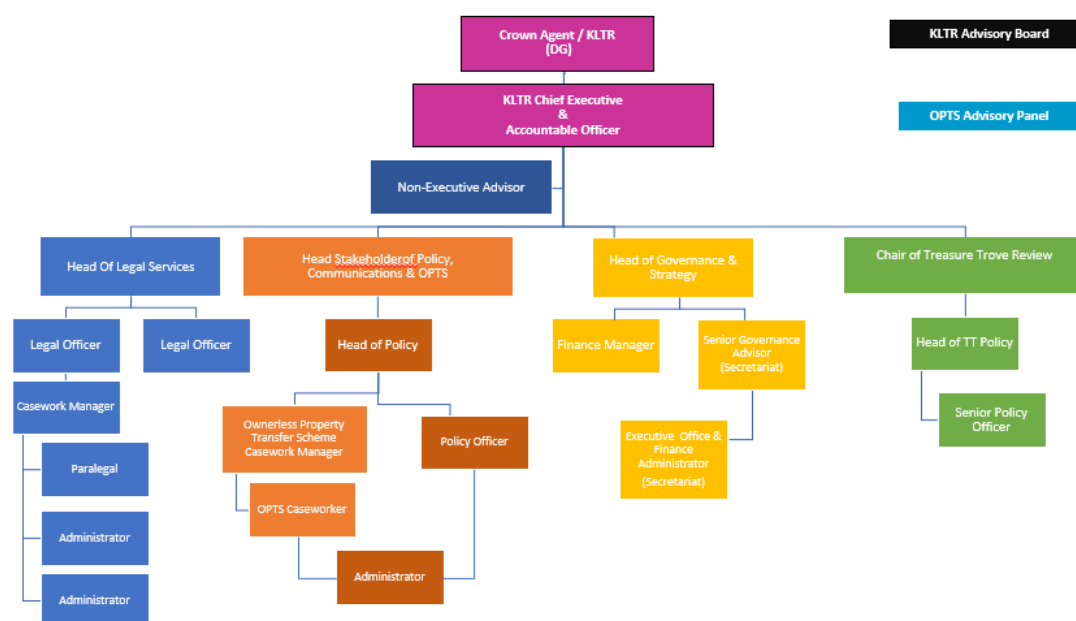 Crown Agent / KLTR
(DG)
KLTR Advisory Board
KLTR Chief Executive
&
Accountable Officer
OPTS Advisory Panel
Non-Executive Advisor
Head Of Legal Services
Head Stakeholderof Policy,
Communications & OPTS
Head of Governance &
Strategy
Chair of Treasure Trove Review
Legal Officer
Legal Officer
Head of Policy
Finance Manager
Senior Governance
Advisor
(Secretariat)
Head of TT Policy
Casework Manager
Ownerless Property
Transfer Scheme
Casework Manager
Policy Officer
Executive Office &
Finance
Administrator
(Secretariat)
Senior Policy
Officer
Paralegal
OPTS Caseworker
Administrator
Administrator
Administrator